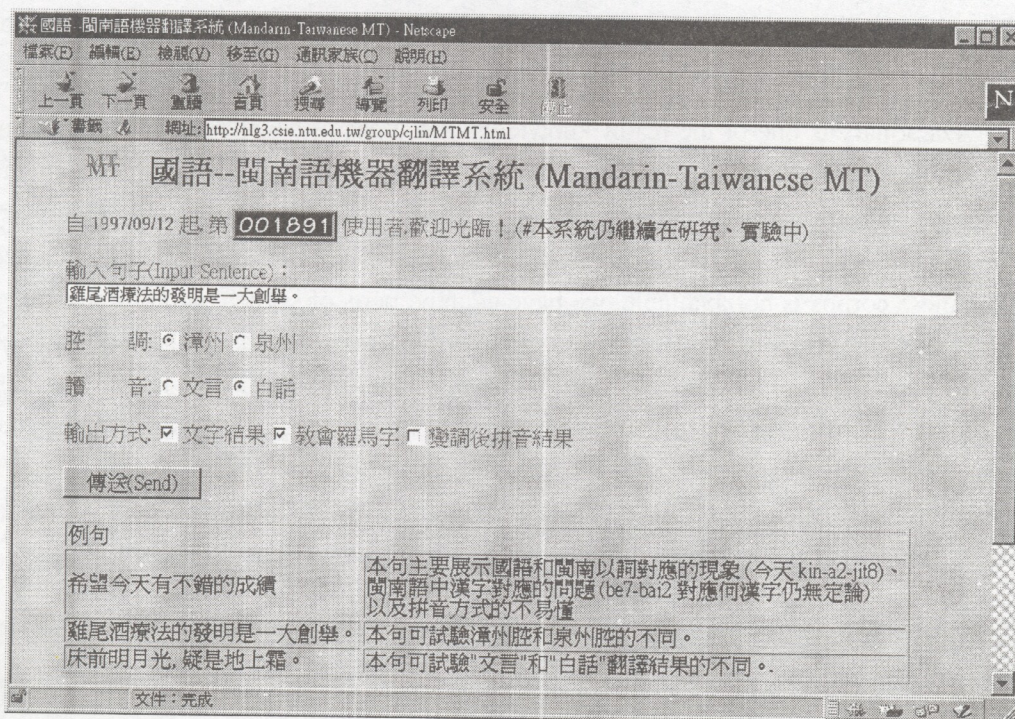 國語--閩南語機器翻譯系統 (Mandarin-Taiwanese MT) - Netscape
檔案(F) 編輯(E) 檢視(V) 移至(G) 通訊家族(C) 說明(H)
上一頁 下一頁 重讀 首頁 搜尋 導覽 列印 安全 停止
N
書籤 網址: http://nlg3.csie.ntu.edu.tw/group/cjlin/MTMT.html
MT 國語--閩南語機器翻譯系統 (Mandarin-Taiwanese MT)
自 1997/09/12 起, 第 001891 使用者,歡迎光臨！(#本系統仍繼續在研究、實驗中)
輸入句子(Input Sentence)：
雞尾酒療法的發明是一大創舉。
腔 調: 漳州 泉州
讀 音: 文言 白話
輸出方式: 文字結果 教會羅馬字 變調後拼音結果
傳送(Send)
例句
希望今天有不錯的成績
本句主要展示國語和閩南以詞對應的現象 (今天 kin-a2-jit8)、
閩南語中漢字對應的問題 (be7-bai2 對應何漢字仍無定論)
以及拼音方式的不易懂
雞尾酒療法的發明是一大創舉。 本句可試驗漳州腔和泉州腔的不同。
床前明月光, 疑是地上霜。 本句可試驗"文言"和"白話"翻譯結果的不同。.
文件：完成